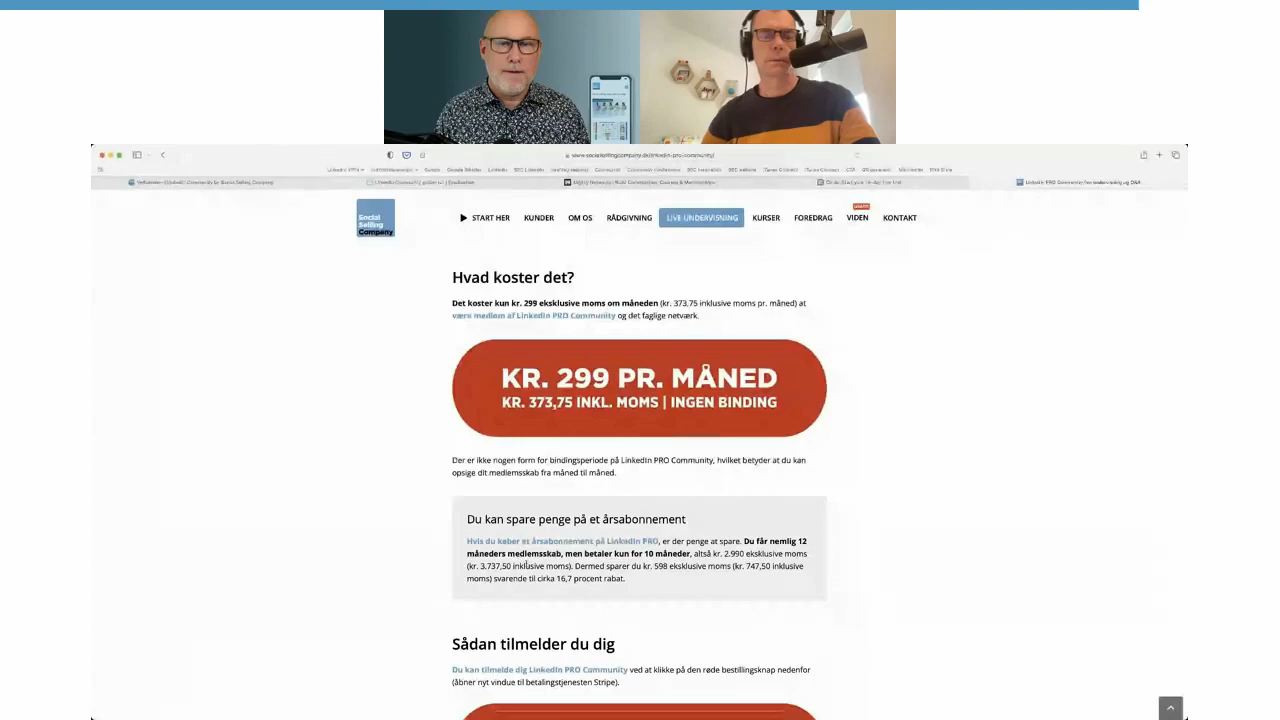 www.socialsellingcompany.dk/linkedin-pro-community/
Social
Selling
Company
START HER
KUNDER
OM OS
RÅDGIVNING
LIVE UNDERVISNING
KURSER
FOREDRAG
VIDEN
KONTAKT
Hvad koster det?
Det koster kun kr. 299 eksklusive moms om måneden (kr. 373,75 inklusive moms pr. måned) at
være medlem af LinkedIn PRO Community og det faglige netværk.
KR. 299 PR. MÅNED
KR. 373,75 INKL. MOMS | INGEN BINDING
Der er ikke nogen form for bindingsperiode på LinkedIn PRO Community, hvilket betyder at du kan
opsige dit medlemsskab fra måned til måned.
Du kan spare penge på et årsabonnement
Hvis du køber et årsabonnement på LinkedIn PRO, er der penge at spare. Du får nemlig 12
måneders medlemsskab, men betaler kun for 10 måneder, altså kr. 2.990 eksklusive moms
(kr. 3.737,50 inklusive moms). Dermed sparer du kr. 598 eksklusive moms (kr. 747,50 inklusive
moms) svarende til cirka 16,7 procent rabat.
Sådan tilmelder du dig
Du kan tilmelde dig LinkedIn PRO Community ved at klikke på den røde bestillingsknap nedenfor
(åbner nyt vindue til betalingstjenesten Stripe).